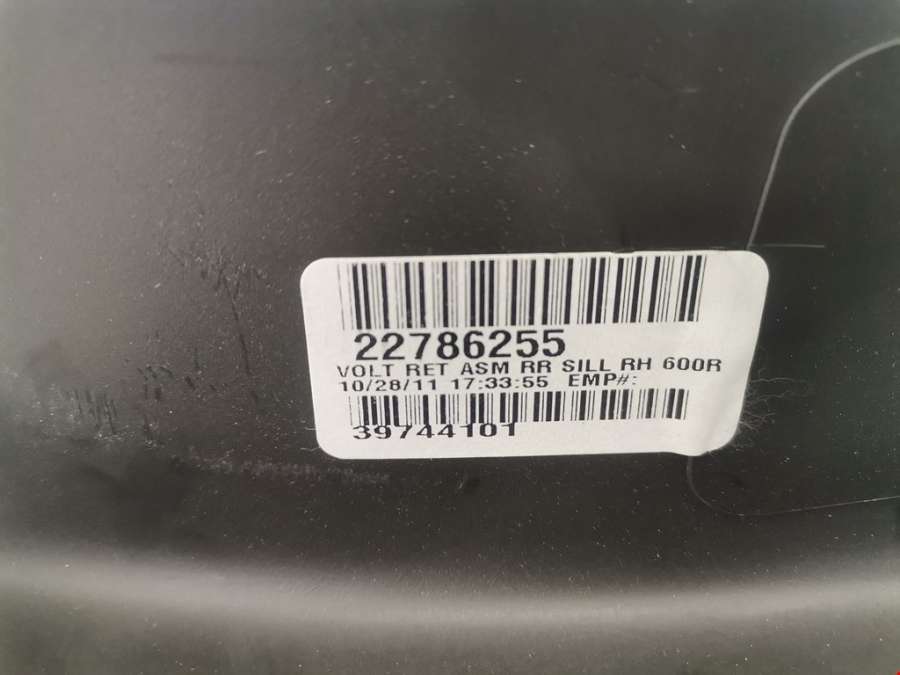 22786255
VOLT RET ASM RR SILL RH 600R
10/28/11 17:33:55 EMP#:
39744101